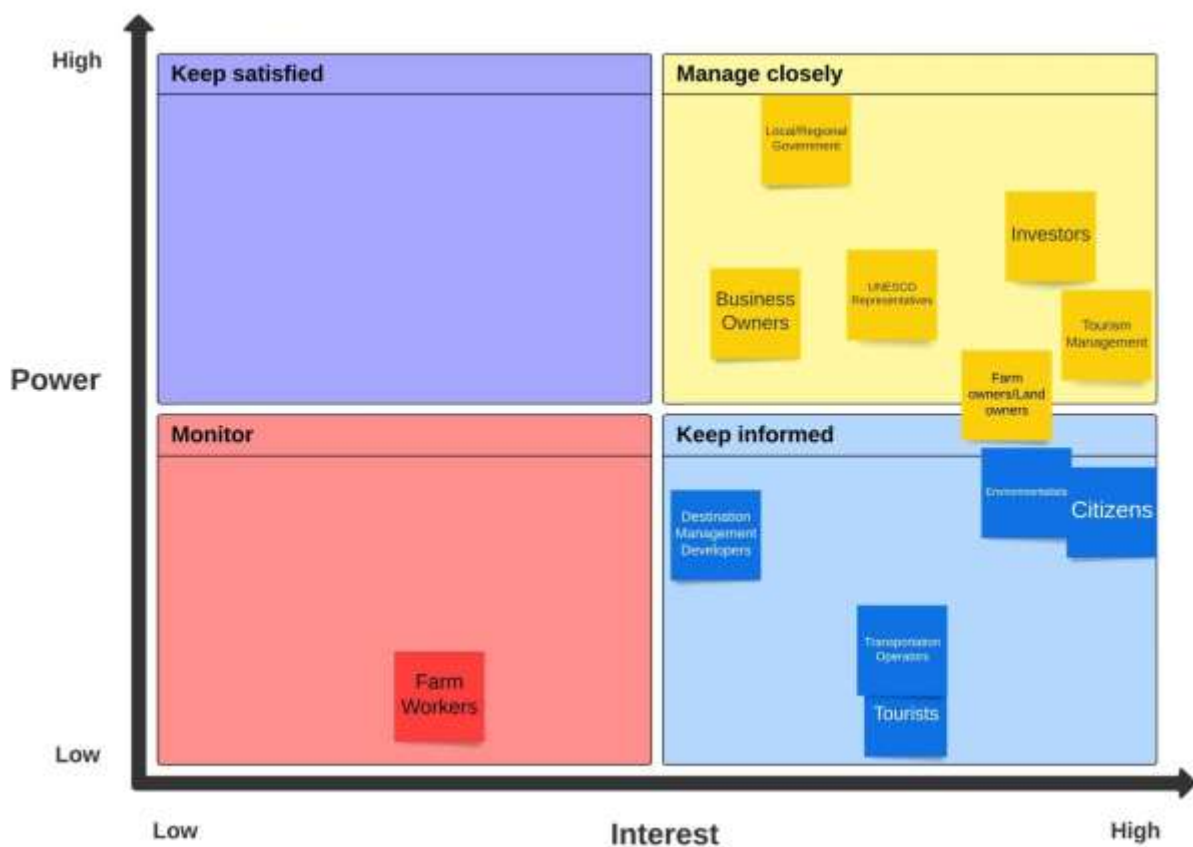 High
Keep satisfied
Manage closely
Local/Regional
Government
Investors
Business
Owners
UNESCO
Representatives
Tourism
Management
Power
Farm
owners/Land
owners
Monitor
Keep informed
Environmentalists
Citizens
Destination
Management
Developers
Transportation
Operators
Farm
Workers
Tourists
Low
Low
Interest
High